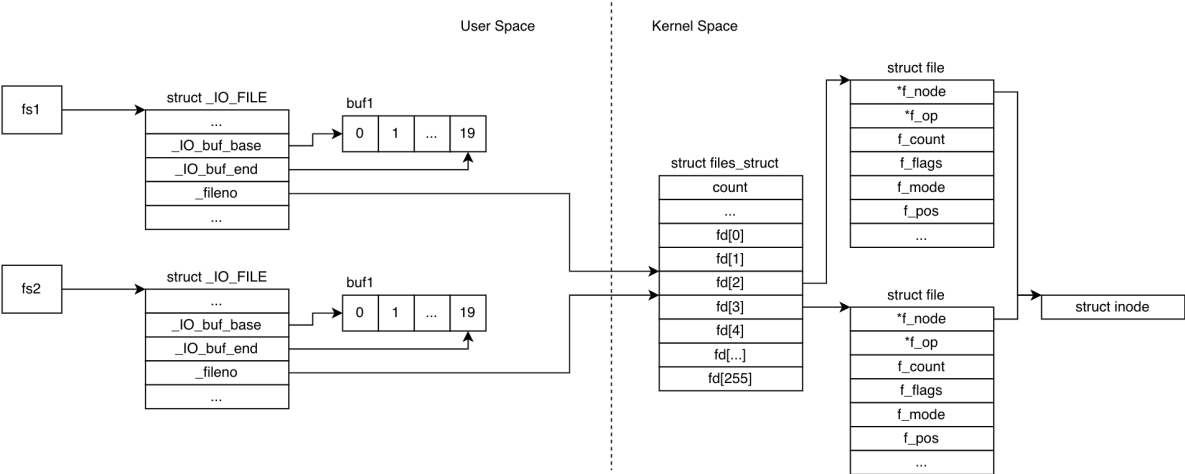 User Space
Kernel Space
fs1
struct _IO_FILE
...
_IO_buf_base
_IO_buf_end
_fileno
...
buf1
0 1 ... 19
fs2
struct _IO_FILE
...
_IO_buf_base
_IO_buf_end
_fileno
...
buf1
0 1 ... 19
struct files_struct
count
...
fd[0]
fd[1]
fd[2]
fd[3]
fd[4]
fd[...]
fd[255]
struct file
*f_node
*f_op
f_count
f_flags
f_mode
f_pos
...
struct file
*f_node
*f_op
f_count
f_flags
f_mode
f_pos
...
struct inode